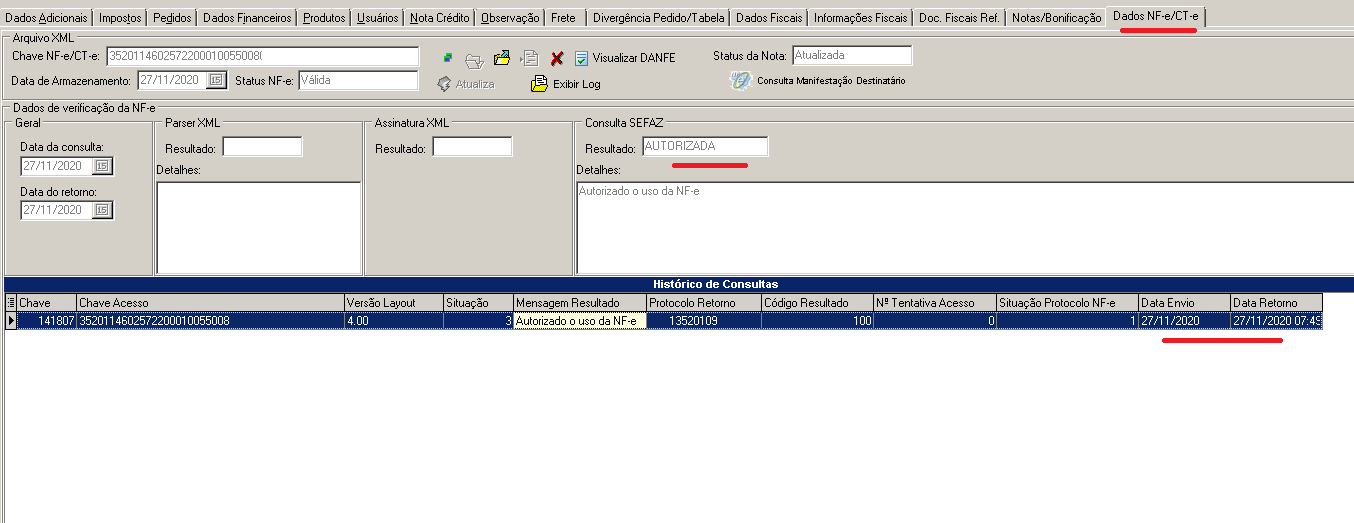 Dados Adicionais Impostos Pedidos Dados Financeiros Produtos Usuários Nota Crédito Observação Frete Divergência Pedido/Tabela Dados Fiscais Informações Fiscais Doc. Fiscais Ref. Notas/Bonificação Dados NF-e/CT-e
Arquivo XML
Chave NF-e/CT-e: 35201146025722000100550080 Visualizar DANFE Status da Nota: Atualizada
Data de Armazenamento: 27/11/2020 15 Status NF-e: Válida Atualiza Exibir Log Consulta Manifestação Destinatário
Dados de verificação da NF-e
Geral Parser XML Assinatura XML Consulta SEFAZ
Data da consulta: Resultado: Resultado: Resultado: AUTORIZADA
27/11/2020 15 Detalhes: Detalhes:
Data do retorno: Autorizado o uso da NF-e
27/11/2020 15
Histórico de Consultas
Chave Chave Acesso Versão Layout Situação Mensagem Resultado Protocolo Retorno Código Resultado Nº Tentativa Acesso Situação Protocolo NF-e Data Envio Data Retorno
141807 3520114602572200010055008 4.00 3 Autorizado o uso da NF-e 13520109 100 0 1 27/11/2020 27/11/2020 07:49